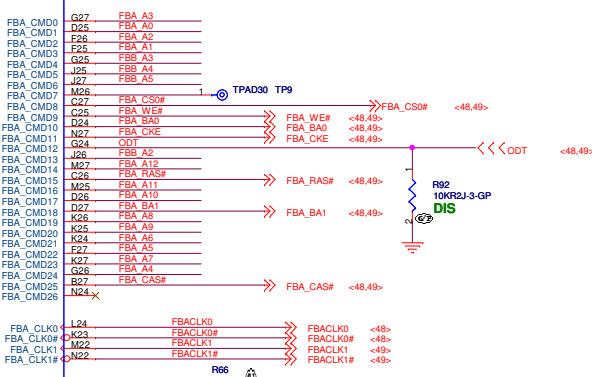 FBA_CMD0 G27 FBA_A3
FBA_CMD1 D25 FBA_A0
FBA_CMD2 F26 FBA_A2
FBA_CMD3 F25 FBA_A1
FBA_CMD4 G25 FBB_A3
FBA_CMD5 J25 FBB_A4
FBA_CMD6 J27 FBB_A5
FBA_CMD7 M26 1 TPAD30 TP9
FBA_CMD8 C27 FBA_CS0# FBA_CS0# <48,49>
FBA_CMD9 C25 FBA_WE# FBA_WE# <48,49>
FBA_CMD10 D24 FBA_BA0 FBA_BA0 <48,49>
FBA_CMD11 N27 FBA_CKE FBA_CKE <48,49>
FBA_CMD12 G24 ODT ODT <48,49>
FBA_CMD13 J26 FBB_A2
FBA_CMD14 M27 FBA_A12
FBA_CMD15 C26 FBA_RAS# FBA_RAS# <48,49>
FBA_CMD16 M25 FBA_A11
FBA_CMD17 D26 FBA_A10
FBA_CMD18 D27 FBA_BA1 FBA_BA1 <48,49>
FBA_CMD19 K26 FBA_A8
FBA_CMD20 K25 FBA_A9
FBA_CMD21 K24 FBA_A6
FBA_CMD22 F27 FBA_A5
FBA_CMD23 K27 FBA_A7
FBA_CMD24 G26 FBA_A4
FBA_CMD25 B27 FBA_CAS# FBA_CAS# <48,49>
FBA_CMD26 N24
1
R92
10KR2J-3-GP
DIS
2
FBA_CLK0 L24 FBACLK0 FBACLK0 <48>
FBA_CLK0# K23 FBACLK0# FBACLK0# <48>
FBA_CLK1 M22 FBACLK1 FBACLK1 <49>
FBA_CLK1# N22 FBACLK1# FBACLK1# <49>
R66